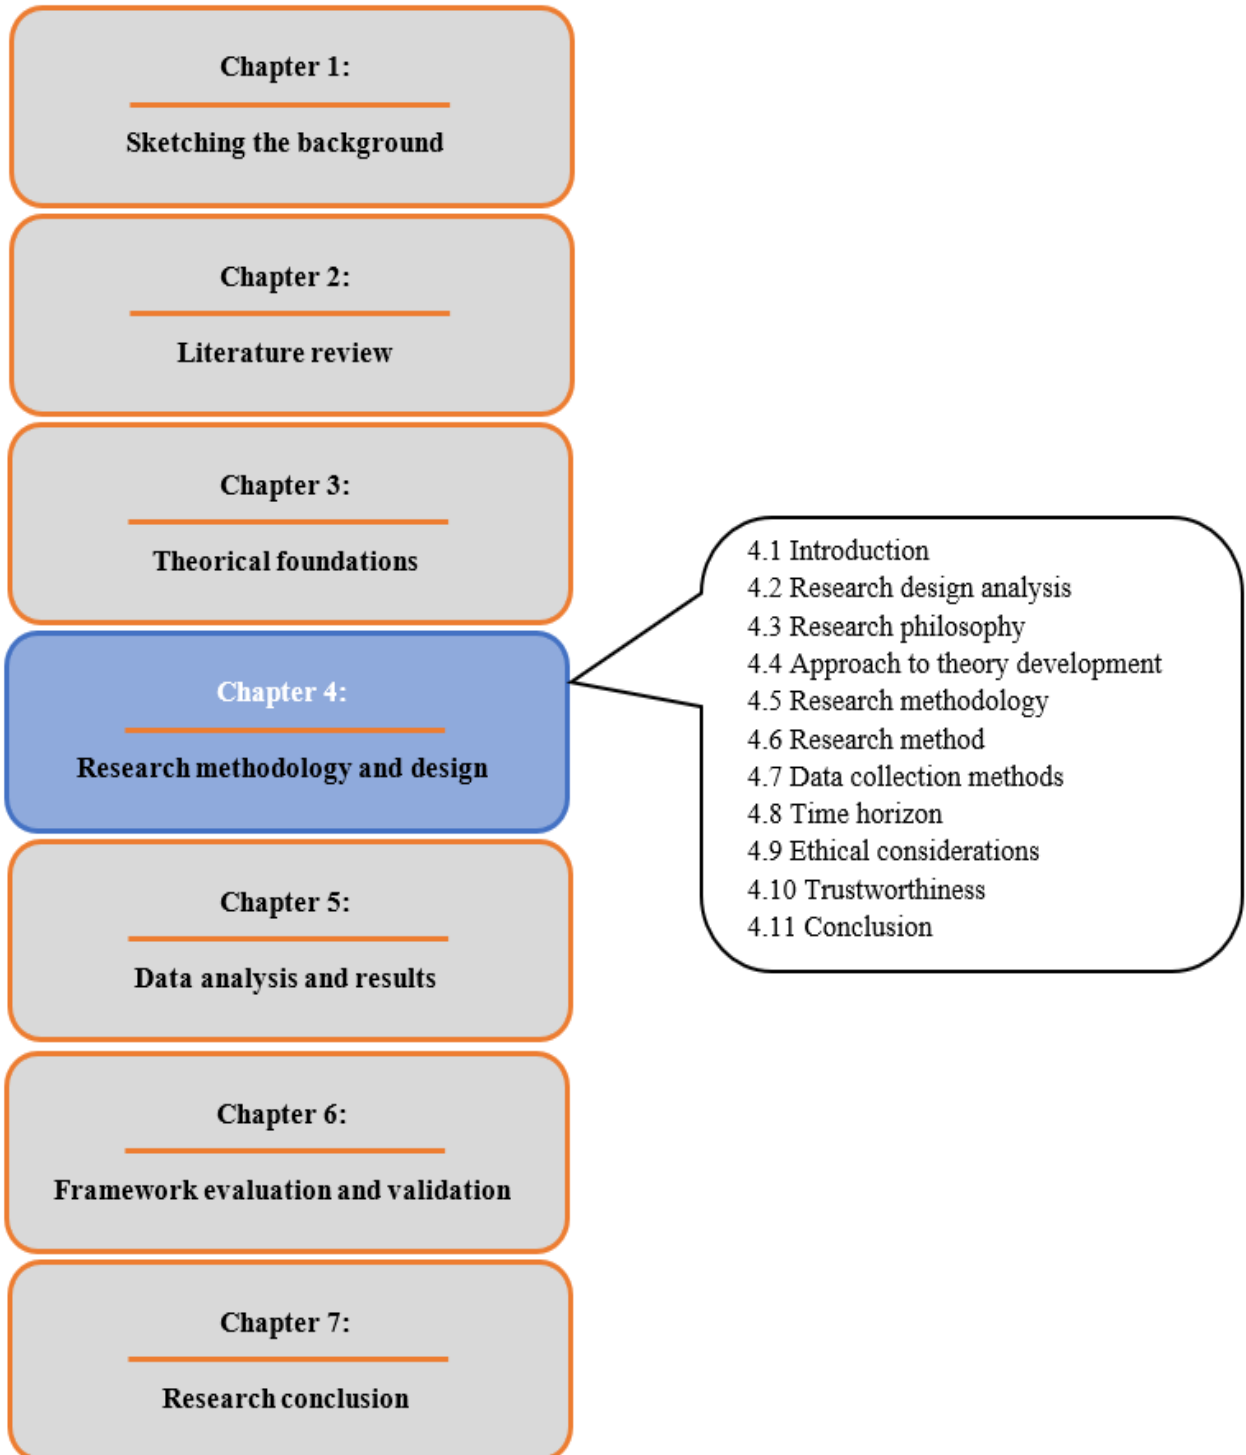 Chapter 1:
Sketching the background
Chapter 2:
Literature review
Chapter 3:
Theorical foundations
Chapter 4:
Research methodology and design
4.1 Introduction
4.2 Research design analysis
4.3 Research philosophy
4.4 Approach to theory development
4.5 Research methodology
4.6 Research method
4.7 Data collection methods
4.8 Time horizon
4.9 Ethical considerations
4.10 Trustworthiness
4.11 Conclusion
Chapter 5:
Data analysis and results
Chapter 6:
Framework evaluation and validation
Chapter 7:
Research conclusion